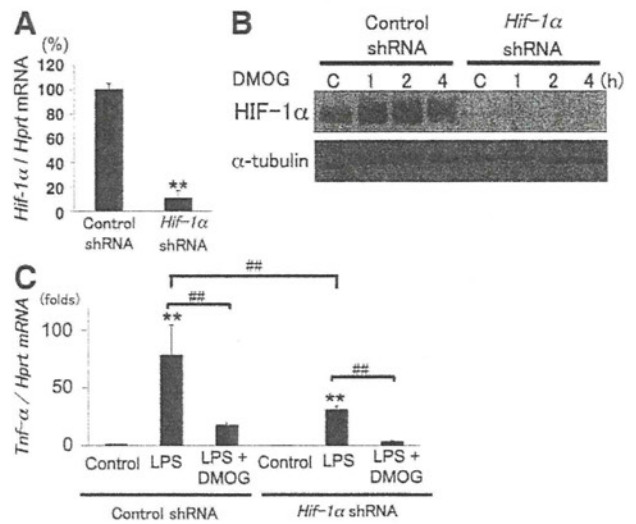 A
(%)
120
100
80
60
40
20
0
Hif-1α / Hprt mRNA
**
Control shRNA
Hif-1α shRNA
B
Control shRNA
Hif-1α shRNA
DMOG C 1 2 4 C 1 2 4 (h)
HIF-1α
α-tubulin
C
(folds)
100
50
0
Tnf-α / Hprt mRNA
##
##
##
**
**
Control LPS LPS + DMOG Control LPS LPS + DMOG
Control shRNA
Hif-1α shRNA